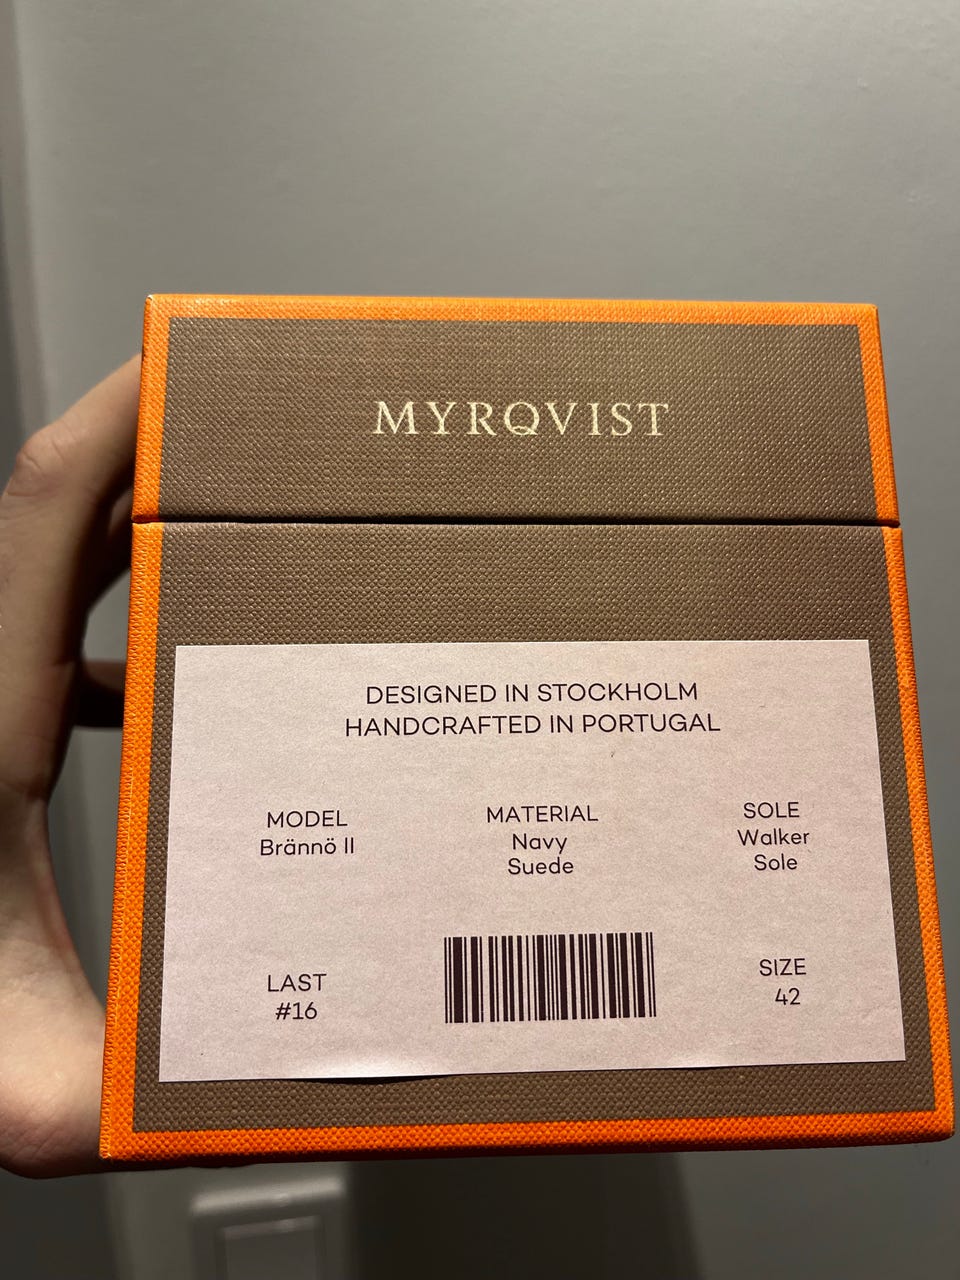 MYRQVIST
DESIGNED IN STOCKHOLM
HANDCRAFTED IN PORTUGAL
MODEL
Brännö II
MATERIAL
Navy
Suede
SOLE
Walker
Sole
LAST
#16
SIZE
42